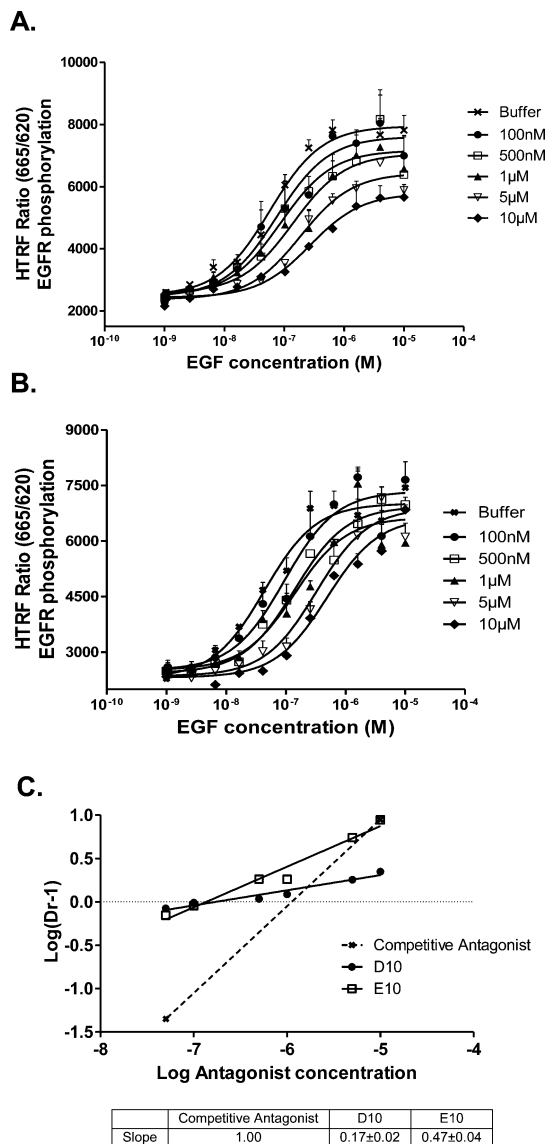 A.
HTRF Ratio (665/620)
EGFR phosphorylation
10000
8000
6000
4000
2000
10-10
10-9
10-8
10-7
10-6
10-5
10-4
EGF concentration (M)
Buffer
100nM
500nM
1µM
5µM
10µM
B.
HTRF Ratio (665/620)
EGFR phosphorylation
9000
7000
5000
3000
10-10
10-9
10-8
10-7
10-6
10-5
10-4
EGF concentration (M)
Buffer
100nM
500nM
1µM
5µM
10µM
C.
Log(Dr-1)
1.0
0.5
0.0
-0.5
-1.0
-1.5
-8
-7
-6
-5
-4
Log Antagonist concentration
Competitive Antagonist
D10
E10
Competitive Antagonist D10 E10
Slope 1.00 0.17±0.02 0.47±0.04